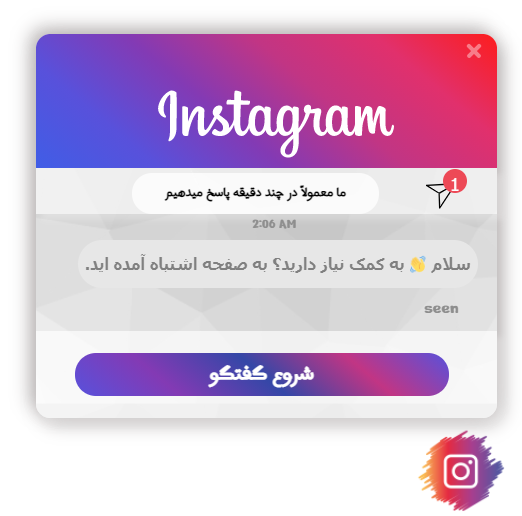 Instagram
ما معمولاً در چند دقیقه پاسخ میدهیم
1
2:06 AM
سلام 👋 به کمک نیاز دارید؟ به صفحه اشتباه آمده اید.
seen
شروع گفتگو